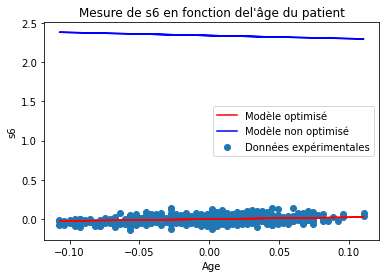 Mesure de s6 en fonction del'âge du patient
2.5
2.0
1.5
1.0
0.5
0.0
s6
Modèle optimisé
Modèle non optimisé
Données expérimentales
−0.10
−0.05
0.00
0.05
0.10
Age